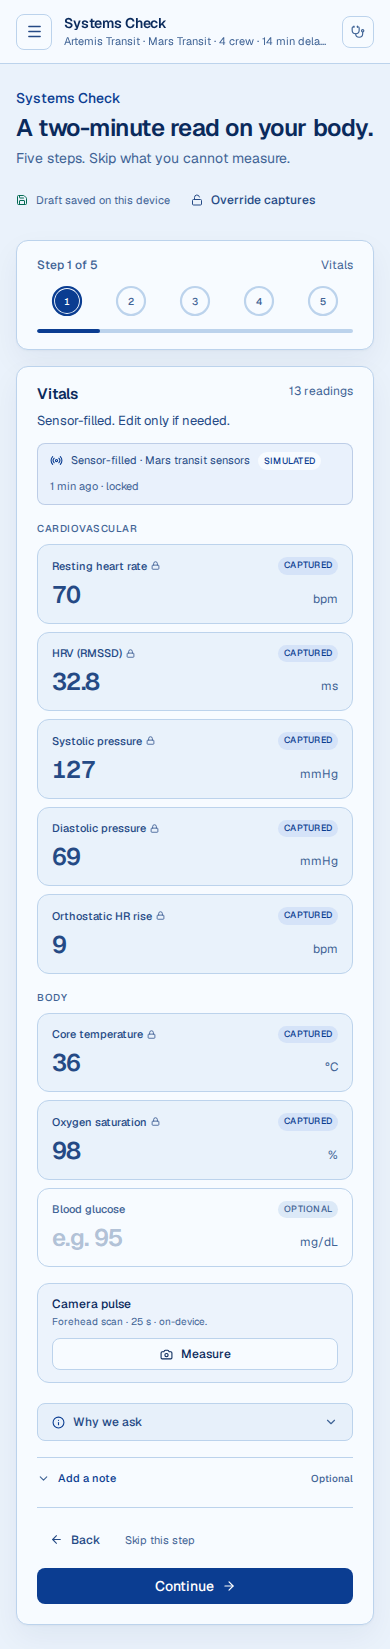 Systems Check
Artemis Transit · Mars Transit · 4 crew · 14 min dela…
Systems Check
A two-minute read on your body.
Five steps. Skip what you cannot measure.
Draft saved on this device
Override captures
Step 1 of 5
Vitals
1
2
3
4
5
Vitals
13 readings
Sensor-filled. Edit only if needed.
Sensor-filled · Mars transit sensors
SIMULATED
1 min ago · locked
CARDIOVASCULAR
Resting heart rate
CAPTURED
70
bpm
HRV (RMSSD)
CAPTURED
32.8
ms
Systolic pressure
CAPTURED
127
mmHg
Diastolic pressure
CAPTURED
69
mmHg
Orthostatic HR rise
CAPTURED
9
bpm
BODY
Core temperature
CAPTURED
36
°C
Oxygen saturation
CAPTURED
98
%
Blood glucose
OPTIONAL
e.g. 95
mg/dL
Camera pulse
Forehead scan · 25 s · on-device.
Measure
Why we ask
Add a note
Optional
Back
Skip this step
Continue